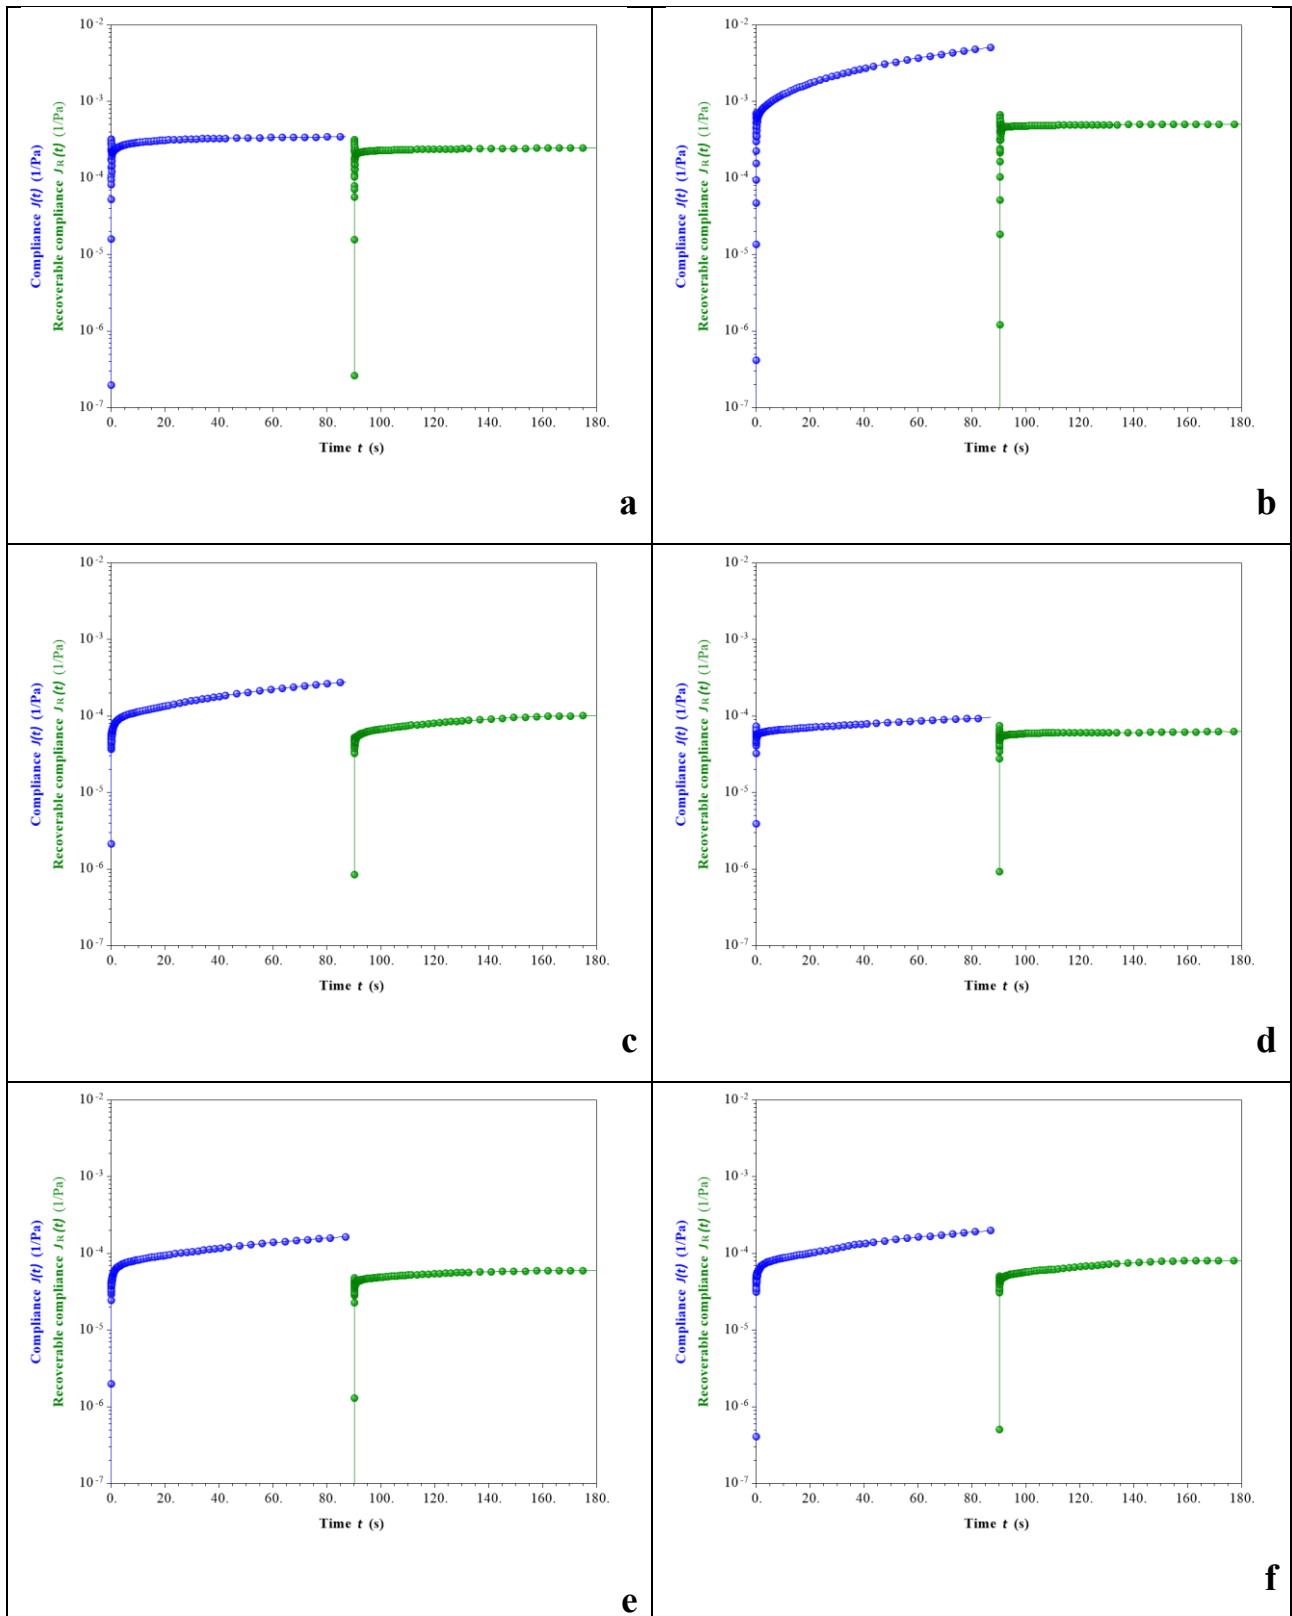 10-2
10-3
10-4
10-5
10-6
10-7
Compliance J(t) (1/Pa)
Recoverable compliance JR(t) (1/Pa)
0. 20. 40. 60. 80. 100. 120. 140. 160. 180.
Time t (s)
a
10-2
10-3
10-4
10-5
10-6
10-7
Compliance J(t) (1/Pa)
Recoverable compliance JR(t) (1/Pa)
0. 20. 40. 60. 80. 100. 120. 140. 160. 180.
Time t (s)
b
10-2
10-3
10-4
10-5
10-6
10-7
Compliance J(t) (1/Pa)
Recoverable compliance JR(t) (1/Pa)
0. 20. 40. 60. 80. 100. 120. 140. 160. 180.
Time t (s)
c
10-2
10-3
10-4
10-5
10-6
10-7
Compliance J(t) (1/Pa)
Recoverable compliance JR(t) (1/Pa)
0. 20. 40. 60. 80. 100. 120. 140. 160. 180.
Time t (s)
d
10-2
10-3
10-4
10-5
10-6
10-7
Compliance J(t) (1/Pa)
Recoverable compliance JR(t) (1/Pa)
0. 20. 40. 60. 80. 100. 120. 140. 160. 180.
Time t (s)
e
10-2
10-3
10-4
10-5
10-6
10-7
Compliance J(t) (1/Pa)
Recoverable compliance JR(t) (1/Pa)
0. 20. 40. 60. 80. 100. 120. 140. 160. 180.
Time t (s)
f